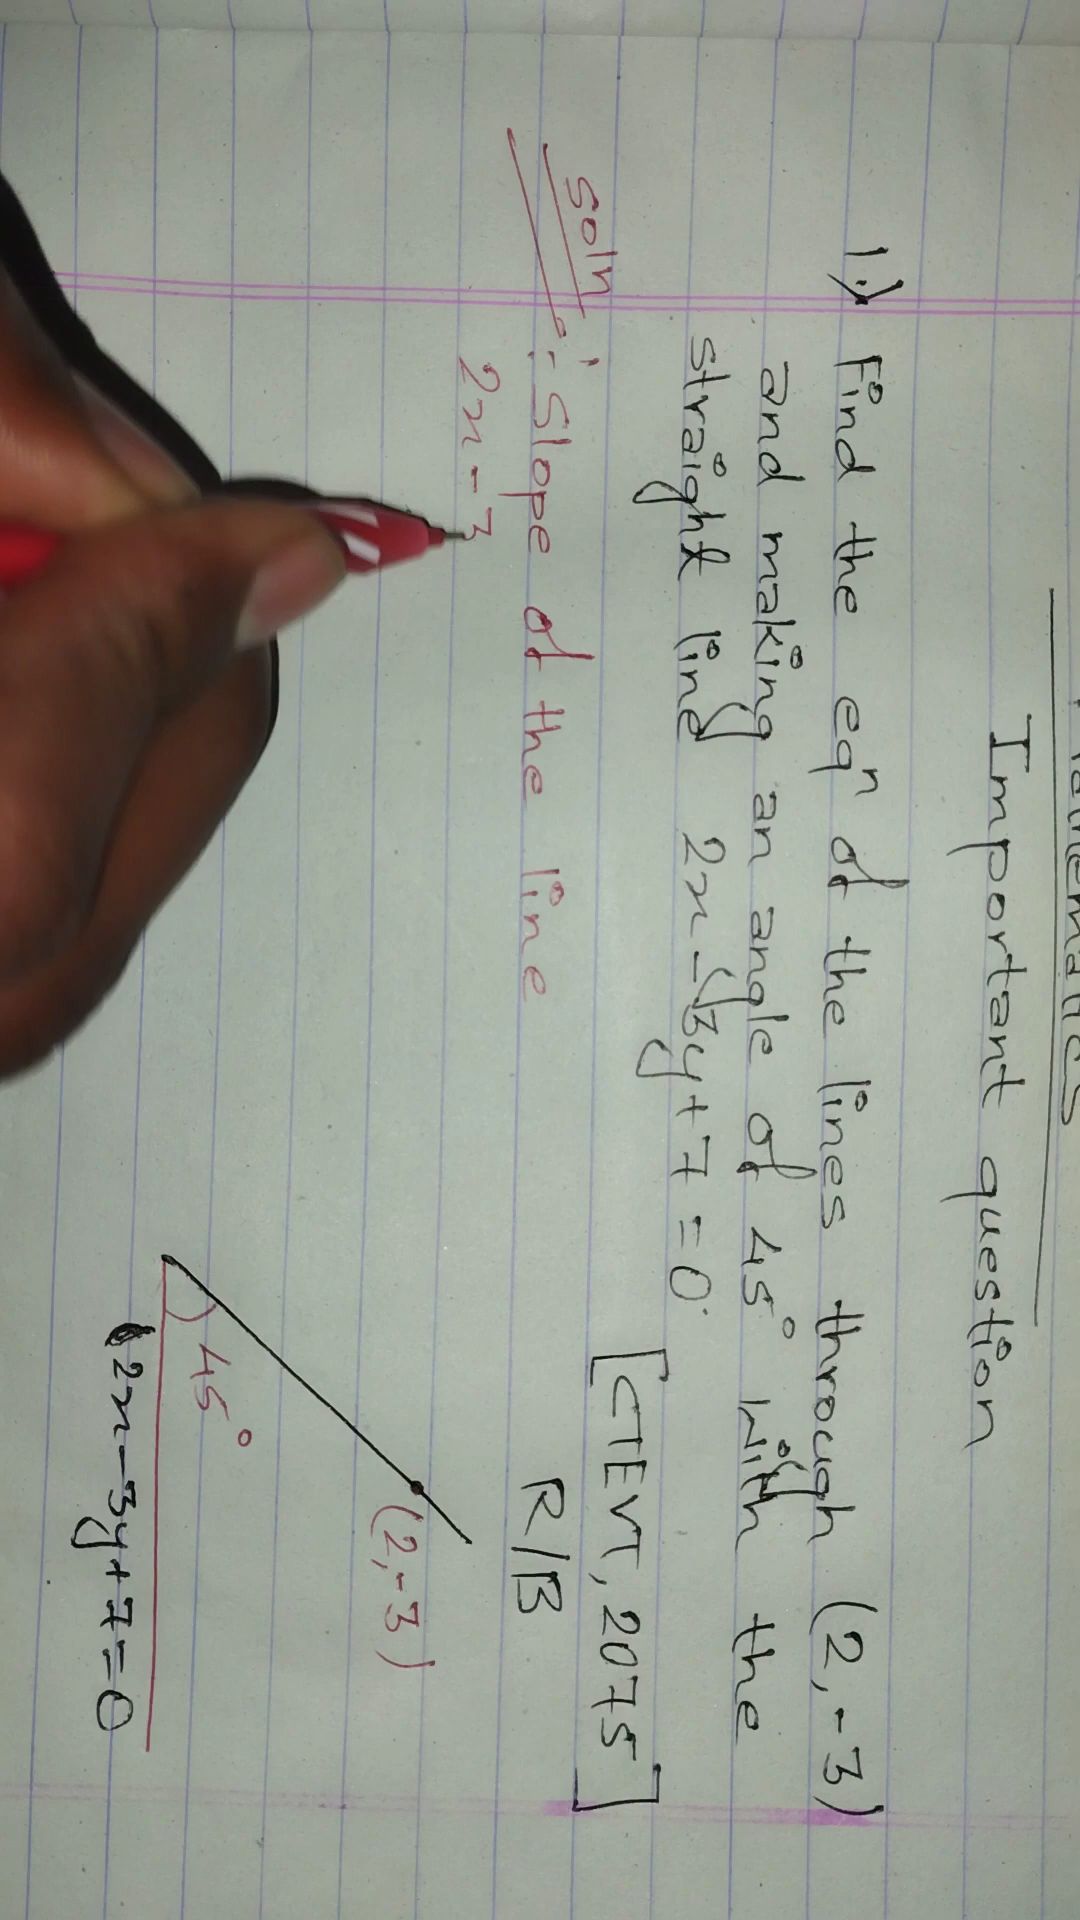 Important question
1.) Find the eqⁿ of the lines through (2,-3)
and making an angle of 45° with the
straight line 2x-3y+7=0.
[CTEVT, 2075]
R/B
Soln
:- Slope of the line
2x-3
(2,-3)
45°
2x-3y+7=0